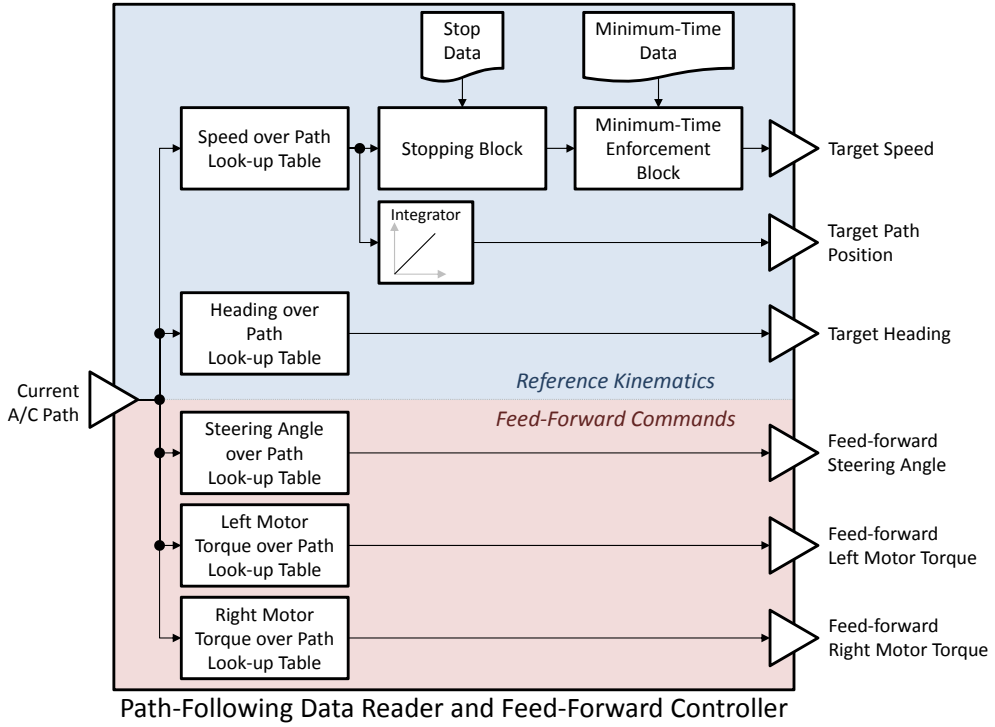 Stop
Data
Minimum-Time
Data
Speed over Path
Look-up Table
Stopping Block
Minimum-Time
Enforcement
Block
Target Speed
Integrator
Target Path
Position
Heading over
Path
Look-up Table
Target Heading
Reference Kinematics
Current
A/C Path
Feed-Forward Commands
Steering Angle
over Path
Look-up Table
Feed-forward
Steering Angle
Left Motor
Torque over Path
Look-up Table
Feed-forward
Left Motor Torque
Right Motor
Torque over Path
Look-up Table
Feed-forward
Right Motor Torque
Path-Following Data Reader and Feed-Forward Controller